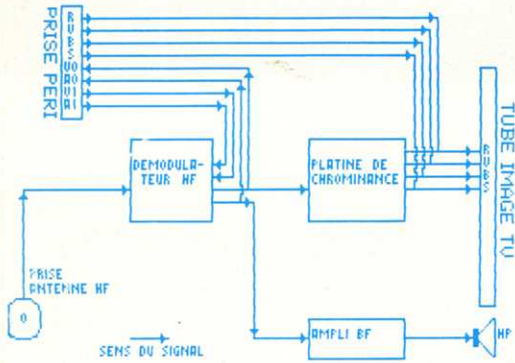 PRISE PERI
R
V
B
S
DEMODULA-
TEUR HF
PLATINE DE
CHROMINANCE
R
V
B
S
TUBE IMAGE TV
PRISE
ANTENNE HF
SENS DU SIGNAL
AMPLI BF
HP